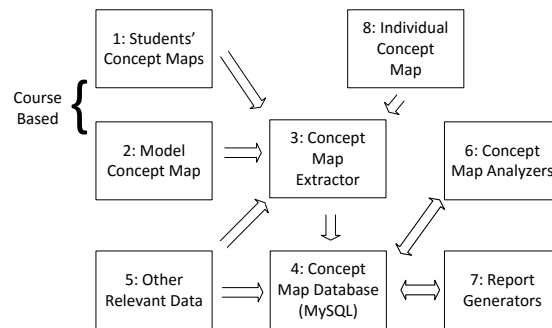 1: Students’
Concept Maps
8: Individual
Concept
Map
Course
Based
2: Model
Concept Map
3: Concept
Map
Extractor
6: Concept
Map Analyzers
5: Other
Relevant Data
4: Concept
Map Database
(MySQL)
7: Report
Generators